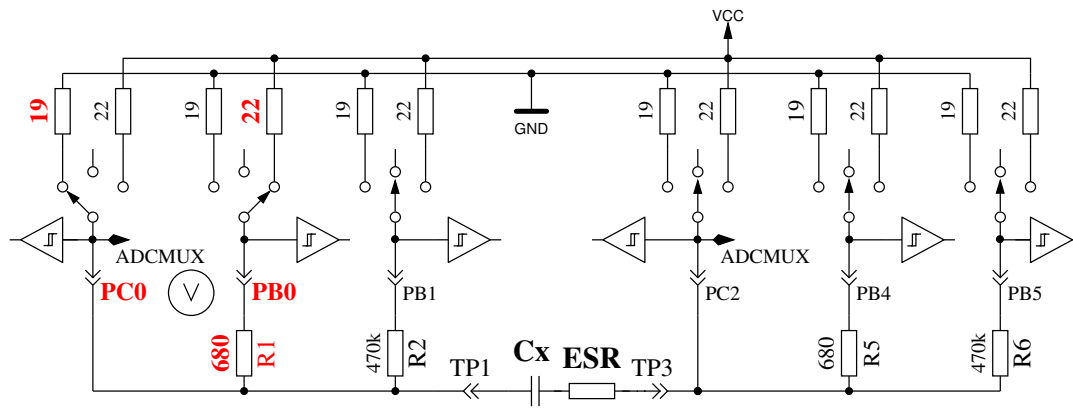 VCC
19
22
19
22
19
22
GND
19
22
19
22
19
22
ADCMUX
ADCMUX
PC0
V
PB0
PB1
PC2
PB4
PB5
680
R1
470k
R2
680
R5
470k
R6
TP1
Cx
ESR
TP3